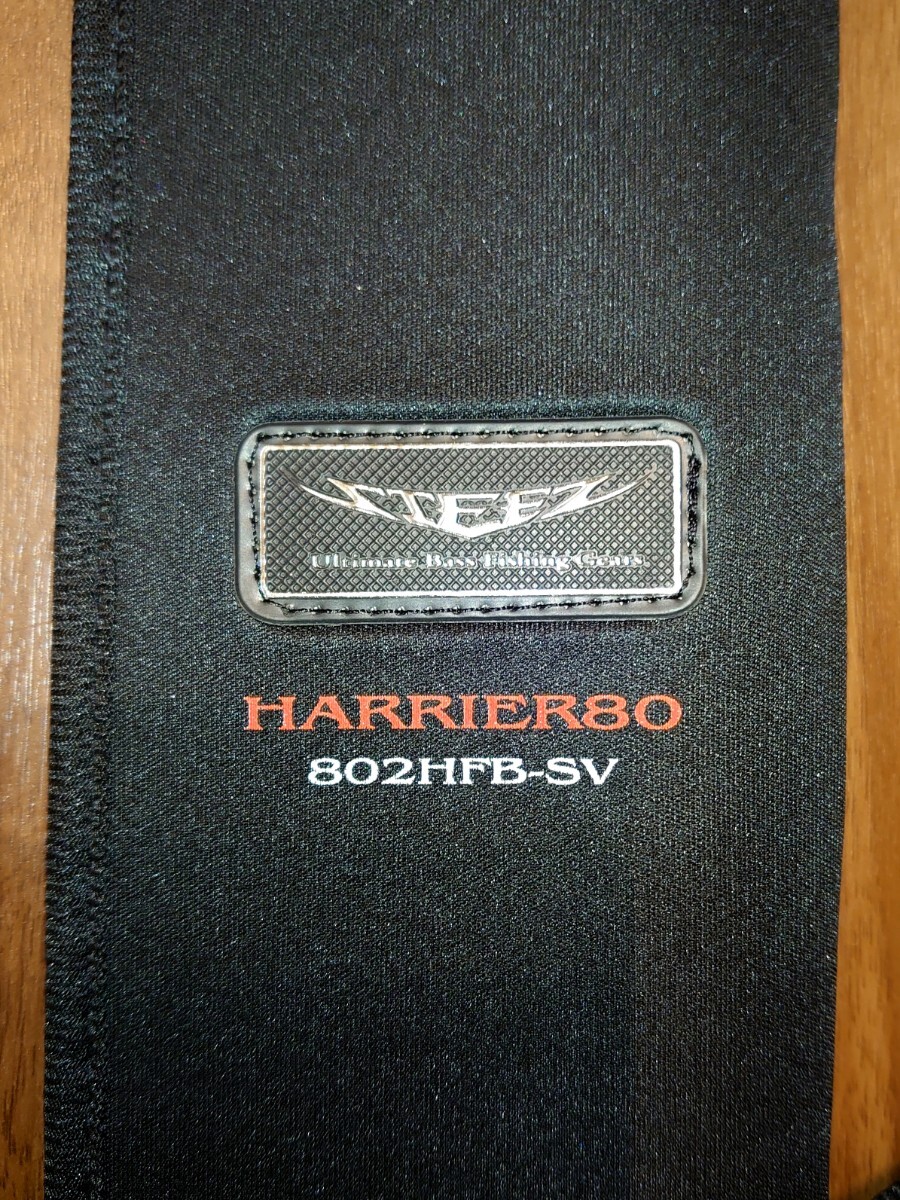 STEEZ
Ultimate Bass Fishing Gears
HARRIER80
802HFB-SV